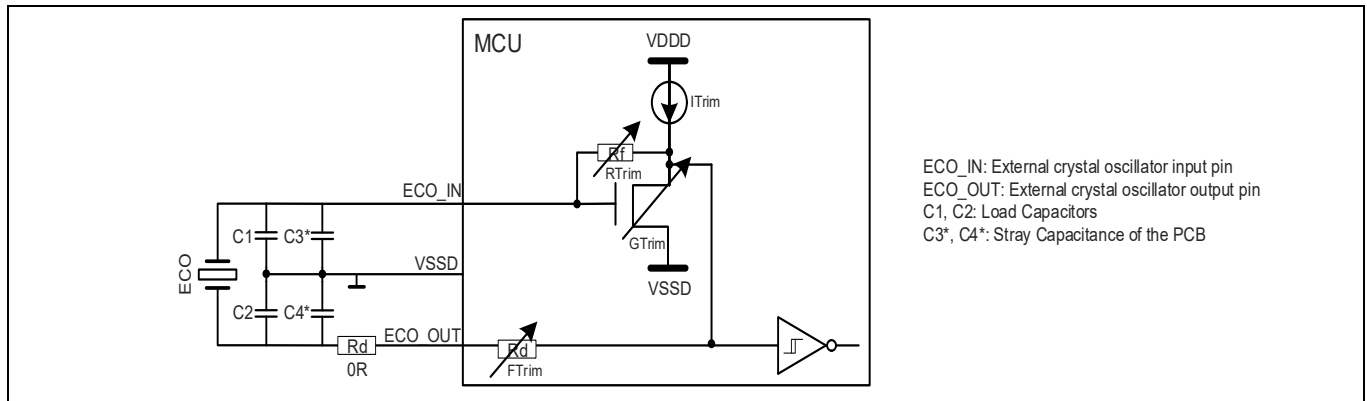 MCU
VDDD
ITrim
Rf
RTrim
ECO_IN
GTrim
C1
C3*
VSSD
VSSD
ECO
C2
C4*
ECO_OUT
Rd
0R
Rd
FTrim
ECO_IN: External crystal oscillator input pin
ECO_OUT: External crystal oscillator output pin
C1, C2: Load Capacitors
C3*, C4*: Stray Capacitance of the PCB